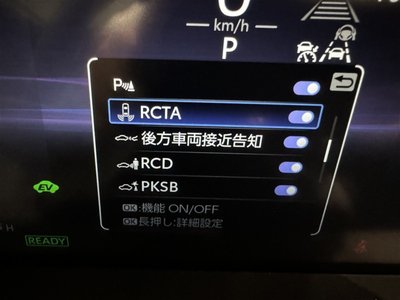 0
km/h
P
P
RCTA
後方車両接近告知
RCD
PKSB
OK:機能 ON/OFF
OK長押し:詳細設定
EV
H
READY